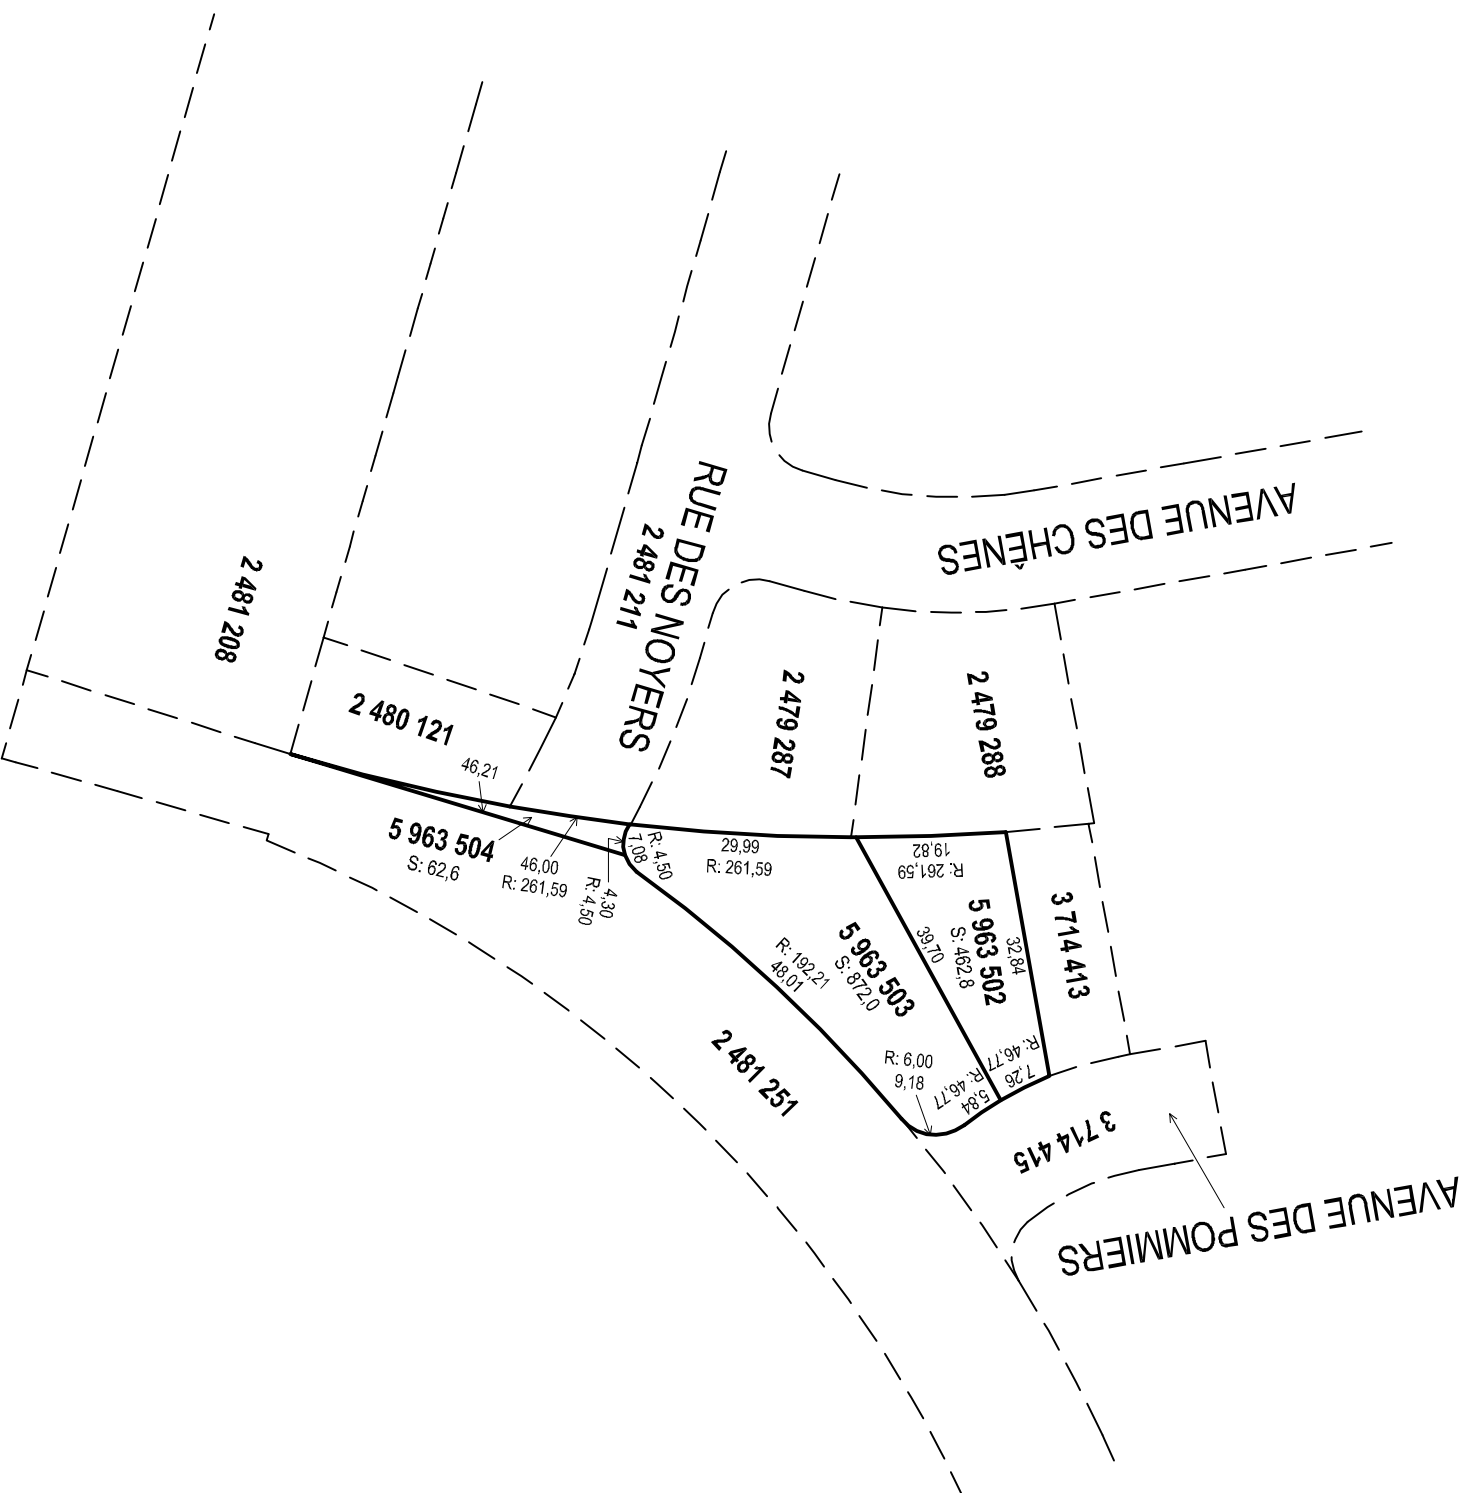 RUE DES NOYERS
2 481 211
AVENUE DES CHÊNES
2 481 208
2 480 121
46,21
2 479 287
2 479 288
5 963 504
S: 62,6
46,00
R: 261,59
4,30
R: 4,50
R: 4,50
7,08
29,99
R: 261,59
R: 261,59
19,82
5 963 502
S: 462,8
32,84
39,70
3 714 413
5 963 503
S: 872,0
R: 192,21
48,01
R: 6,00
9,18
R: 46,77
5,84
R: 46,77
7,26
2 481 251
3 714 415
AVENUE DES POMMIERS